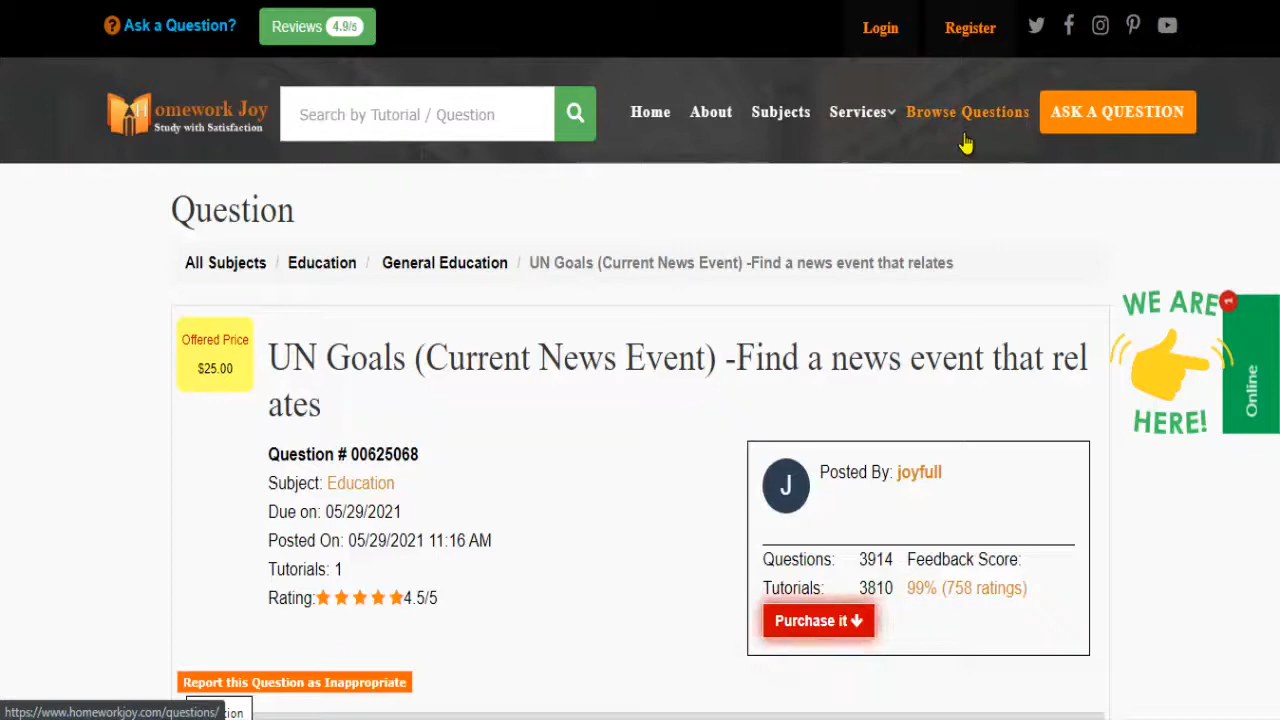 Ask a Question?
Reviews 4.9/5
Login
Register
Homework Joy
Study with Satisfaction
Search by Tutorial / Question
Home
About
Subjects
Services
Browse Questions
ASK A QUESTION
Question
All Subjects / Education / General Education / UN Goals (Current News Event) -Find a news event that relates
Offered Price
$25.00
UN Goals (Current News Event) -Find a news event that rel
ates
Question # 00625068
Subject: Education
Due on: 05/29/2021
Posted On: 05/29/2021 11:16 AM
Tutorials: 1
Rating: 4.5/5
J
Posted By: joyfull
Questions: 3914 Feedback Score:
Tutorials: 3810 99% (758 ratings)
Purchase it
WE ARE
HERE!
1
Online
Report this Question as Inappropriate
https://www.homeworkjoy.com/questions/